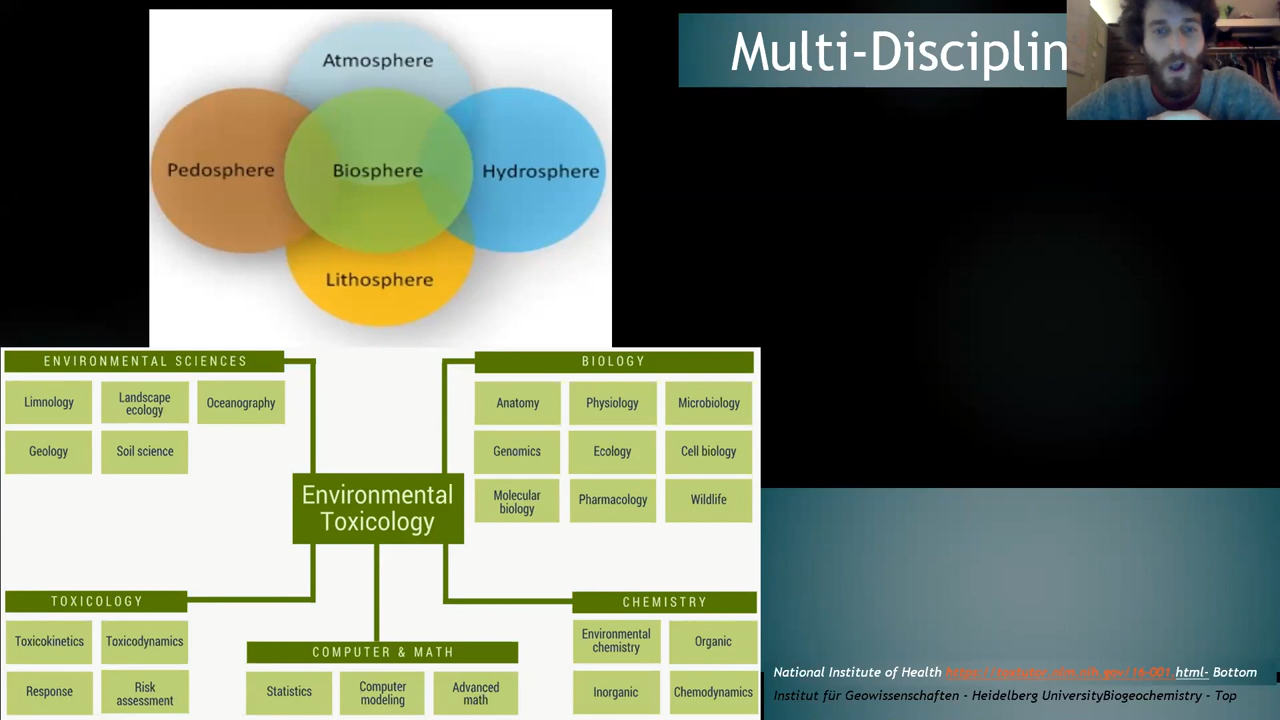 Multi-Disciplin
Atmosphere
Pedosphere
Biosphere
Hydrosphere
Lithosphere
ENVIRONMENTAL SCIENCES
Limnology
Landscape
ecology
Oceanography
Geology
Soil science
BIOLOGY
Anatomy
Physiology
Microbiology
Genomics
Ecology
Cell biology
Molecular
biology
Pharmacology
Wildlife
Environmental
Toxicology
TOXICOLOGY
Toxicokinetics
Toxicodynamics
Response
Risk
assessment
COMPUTER & MATH
Statistics
Computer
modeling
Advanced
math
CHEMISTRY
Environmental
chemistry
Organic
Inorganic
Chemodynamics
National Institute of Health .html- Bottom
Institut für Geowissenschaften - Heidelberg UniversityBiogeochemistry - Top